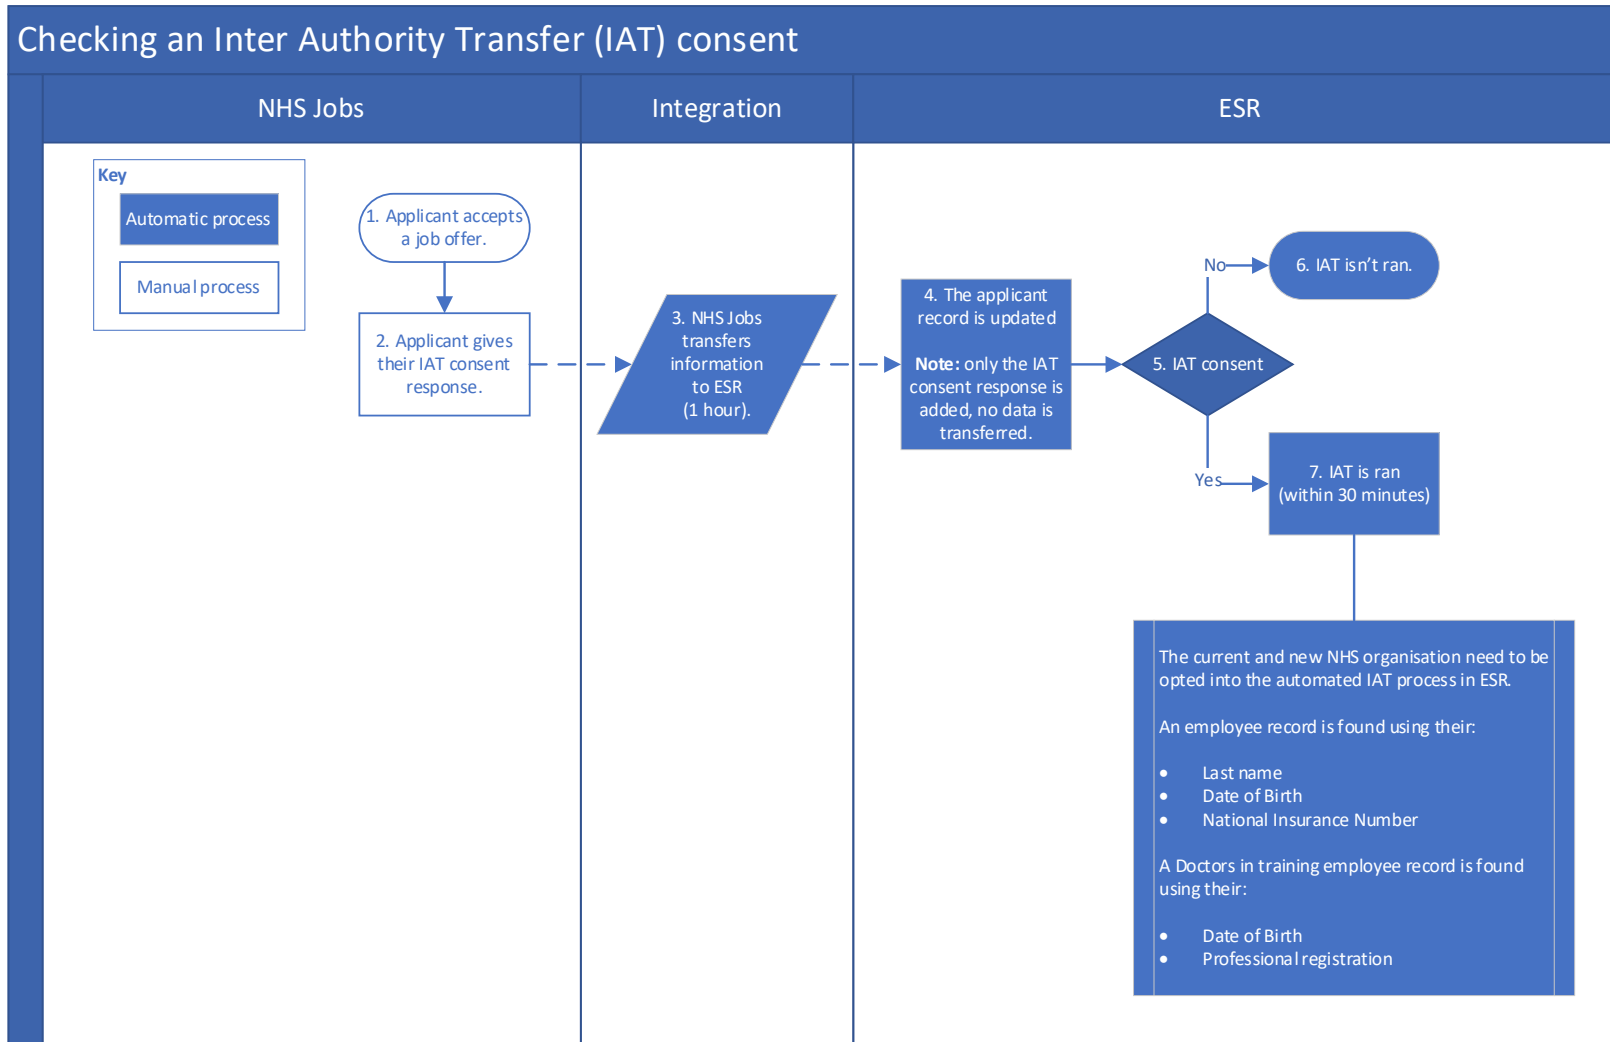 Checking an Inter Authority Transfer (IAT) consent
NHS Jobs
Integration
ESR
Key
Automatic process
Manual process
1. Applicant accepts
a job offer.
2. Applicant gives
their IAT consent
response.
3. NHS Jobs
transfers
information
to ESR
(1 hour).
4. The applicant
record is updated
Note: only the IAT
consent response is
added, no data is
transferred.
5. IAT consent
No
6. IAT isn't ran.
Yes
7. IAT is ran
(within 30 minutes)
The current and new NHS organisation need to be
opted into the automated IAT process in ESR.
An employee record is found using their:
• Last name
• Date of Birth
• National Insurance Number
A Doctors in training employee record is found
using their:
• Date of Birth
• Professional registration